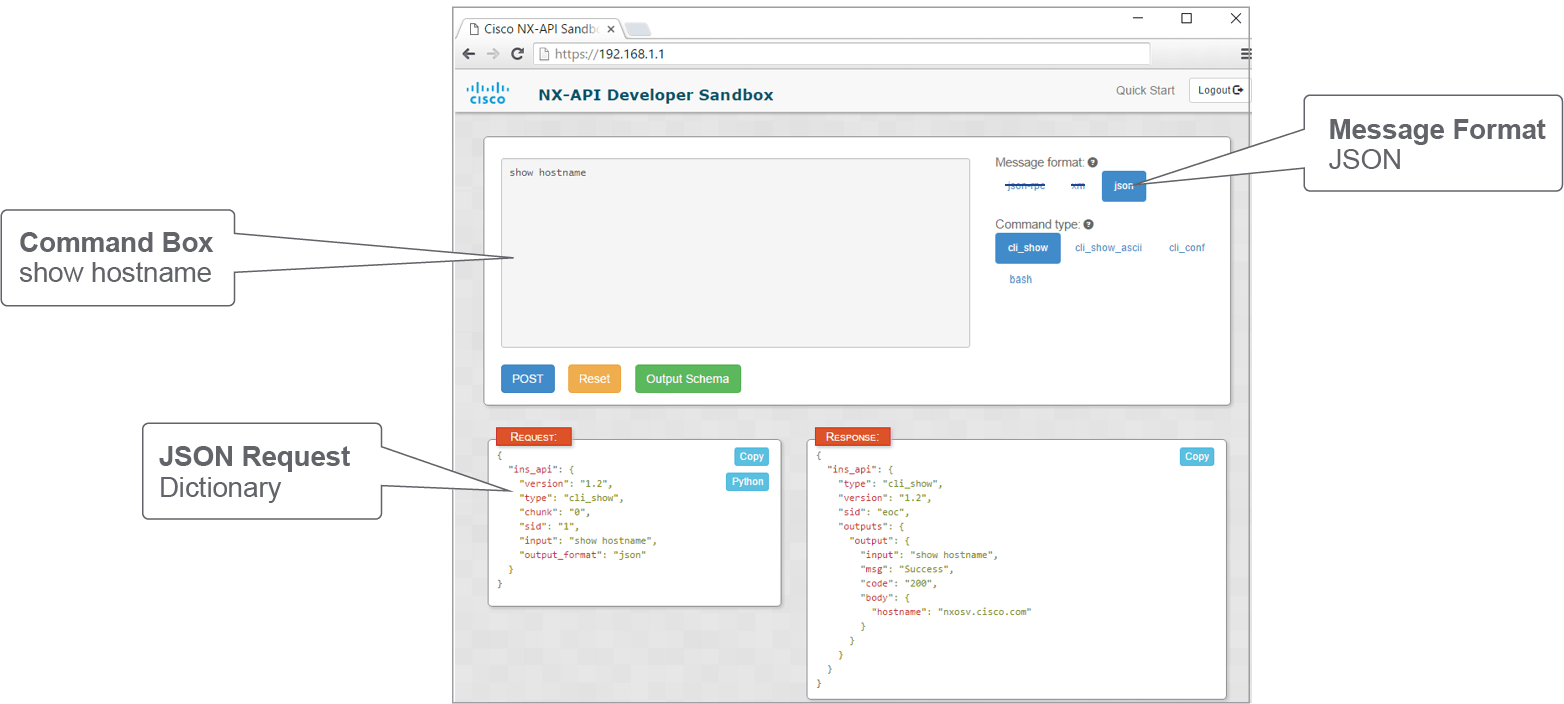 Cisco NX-API Sandbo
https://192.168.1.1
CISCO
NX-API Developer Sandbox
Quick Start
Logout
Message Format
JSON
show hostname
Message format:
json-rpc xml json
Command type:
cli_show cli_show_ascii cli_conf
bash
Command Box
show hostname
POST Reset Output Schema
JSON Request
Dictionary
REQUEST:
Copy
Python
{
"ins_api": {
"version": "1.2",
"type": "cli_show",
"chunk": "0",
"sid": "1",
"input": "show hostname",
"output_format": "json"
}
}
RESPONSE:
Copy
{
"ins_api": {
"type": "cli_show",
"version": "1.2",
"sid": "eoc",
"outputs": {
"output": {
"input": "show hostname",
"msg": "Success",
"code": "200",
"body": {
"hostname": "nxosv.cisco.com"
}
}
}
}
}